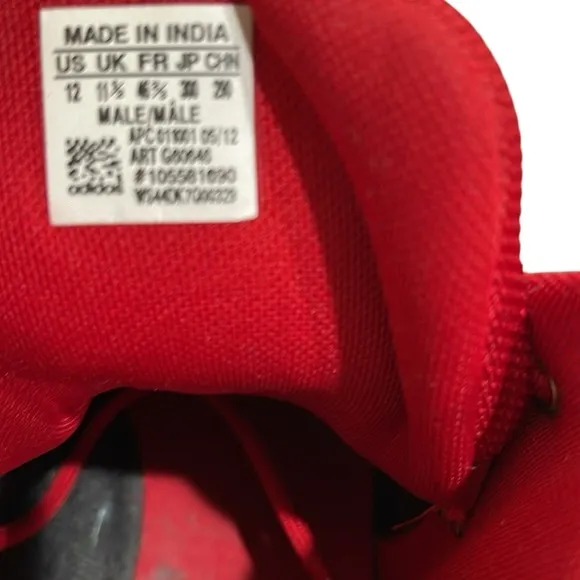 MADE IN INDIA
US UK FR JP CHN
12 11½ 46⅔ 300 290
MALE/MÂLE
APC 011001 05/12
ART G60646
#105581690
adidas